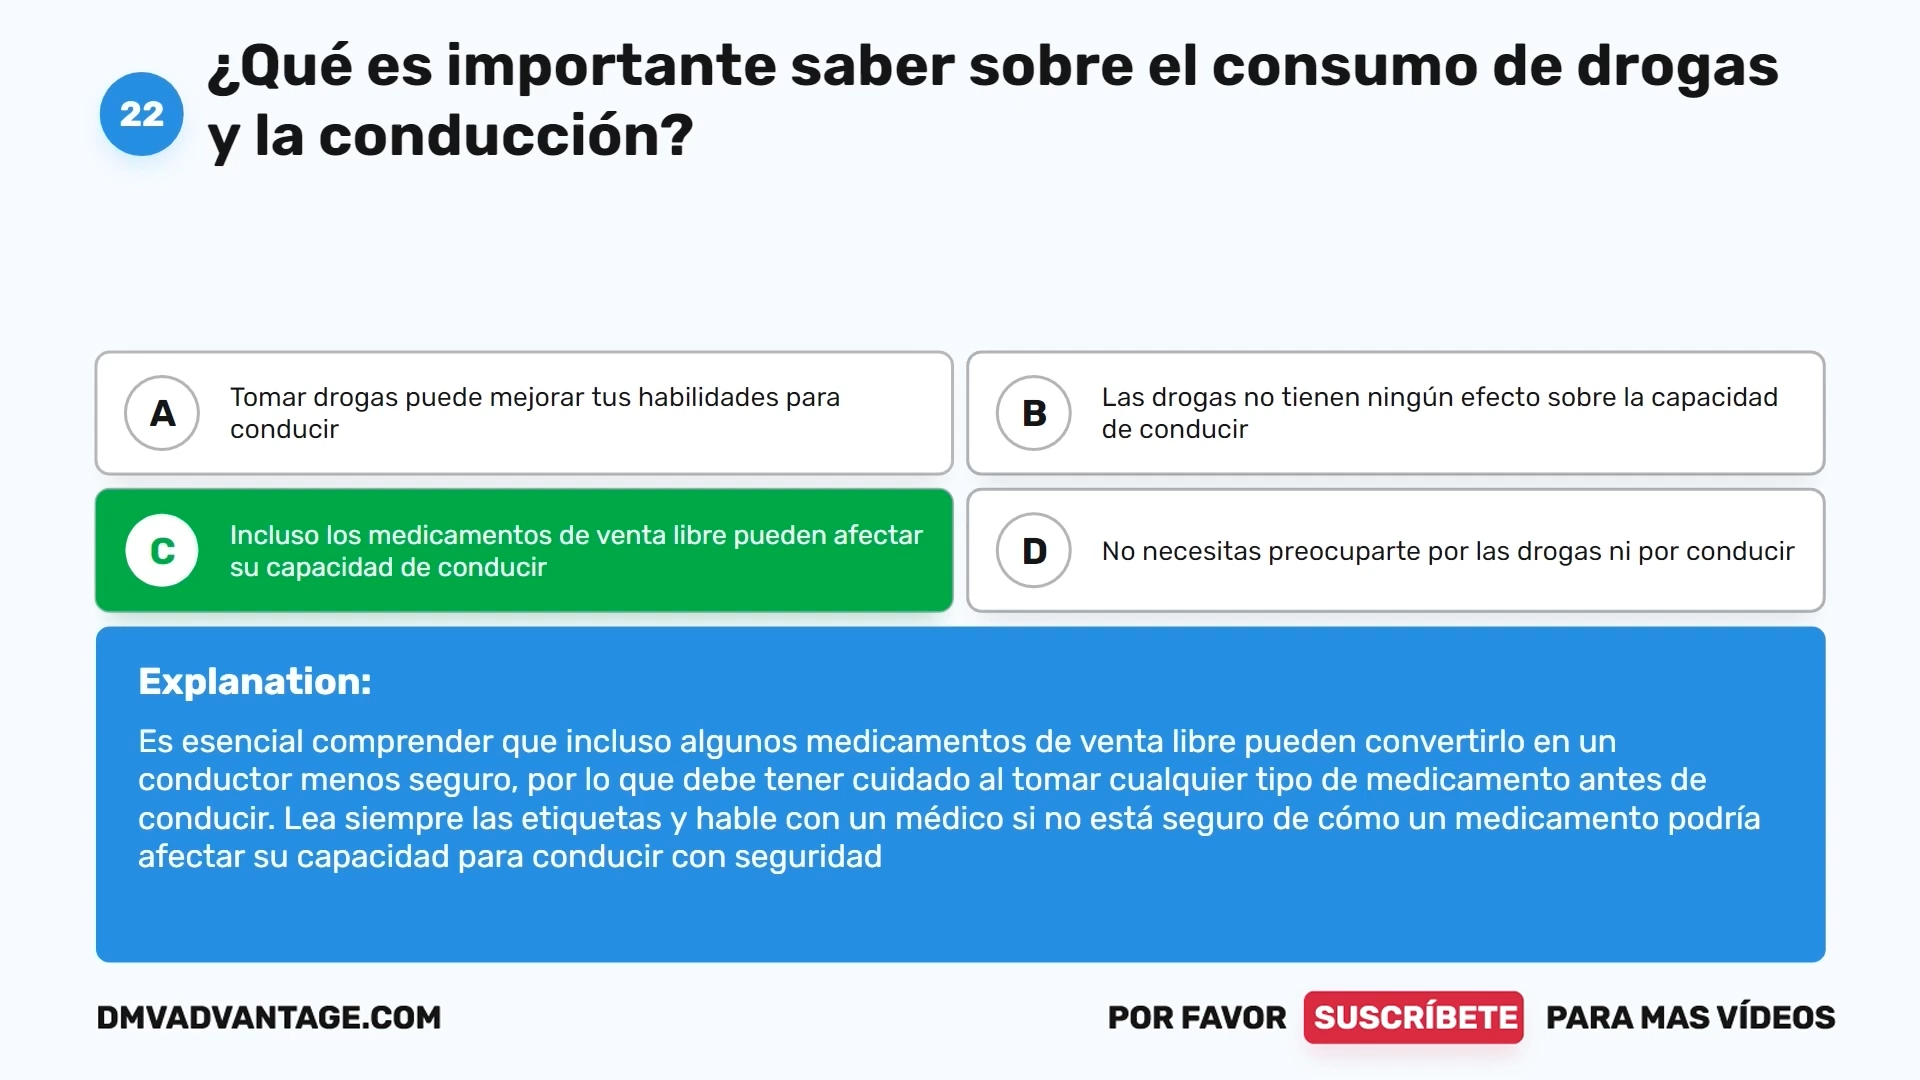 22
¿Qué es importante saber sobre el consumo de drogas
y la conducción?
A
Tomar drogas puede mejorar tus habilidades para
conducir
B
Las drogas no tienen ningún efecto sobre la capacidad
de conducir
C
Incluso los medicamentos de venta libre pueden afectar
su capacidad de conducir
D
No necesitas preocuparte por las drogas ni por conducir
Explanation:
Es esencial comprender que incluso algunos medicamentos de venta libre pueden convertirlo en un
conductor menos seguro, por lo que debe tener cuidado al tomar cualquier tipo de medicamento antes de
conducir. Lea siempre las etiquetas y hable con un médico si no está seguro de cómo un medicamento podría
afectar su capacidad para conducir con seguridad
DMVADVANTAGE.COM
POR FAVOR SUSCRÍBETE PARA MAS VÍDEOS